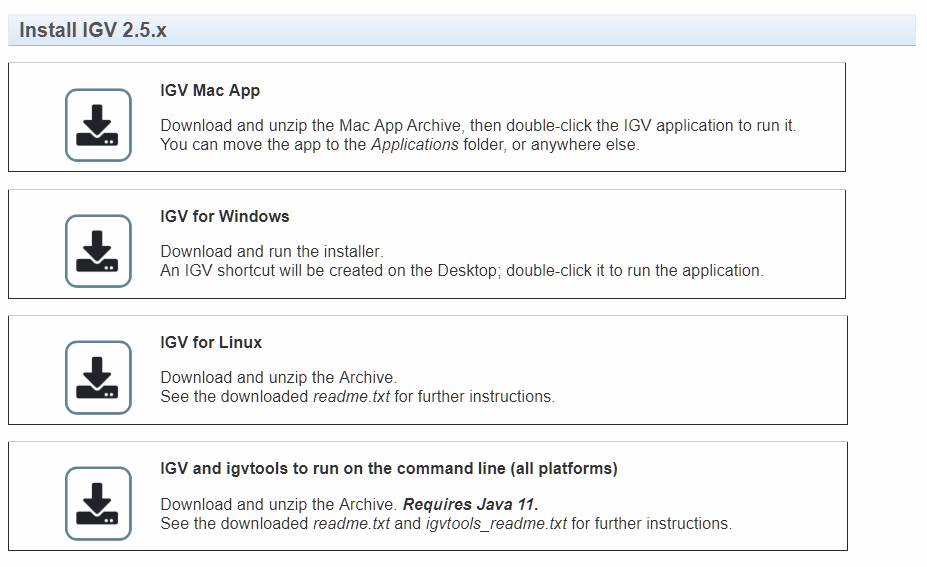 Install IGV 2.5.x
IGV Mac App
Download and unzip the Mac App Archive, then double-click the IGV application to run it.
You can move the app to the Applications folder, or anywhere else.
IGV for Windows
Download and run the installer.
An IGV shortcut will be created on the Desktop; double-click it to run the application.
IGV for Linux
Download and unzip the Archive.
See the downloaded readme.txt for further instructions.
IGV and igvtools to run on the command line (all platforms)
Download and unzip the Archive. Requires Java 11.
See the downloaded readme.txt and igvtools_readme.txt for further instructions.